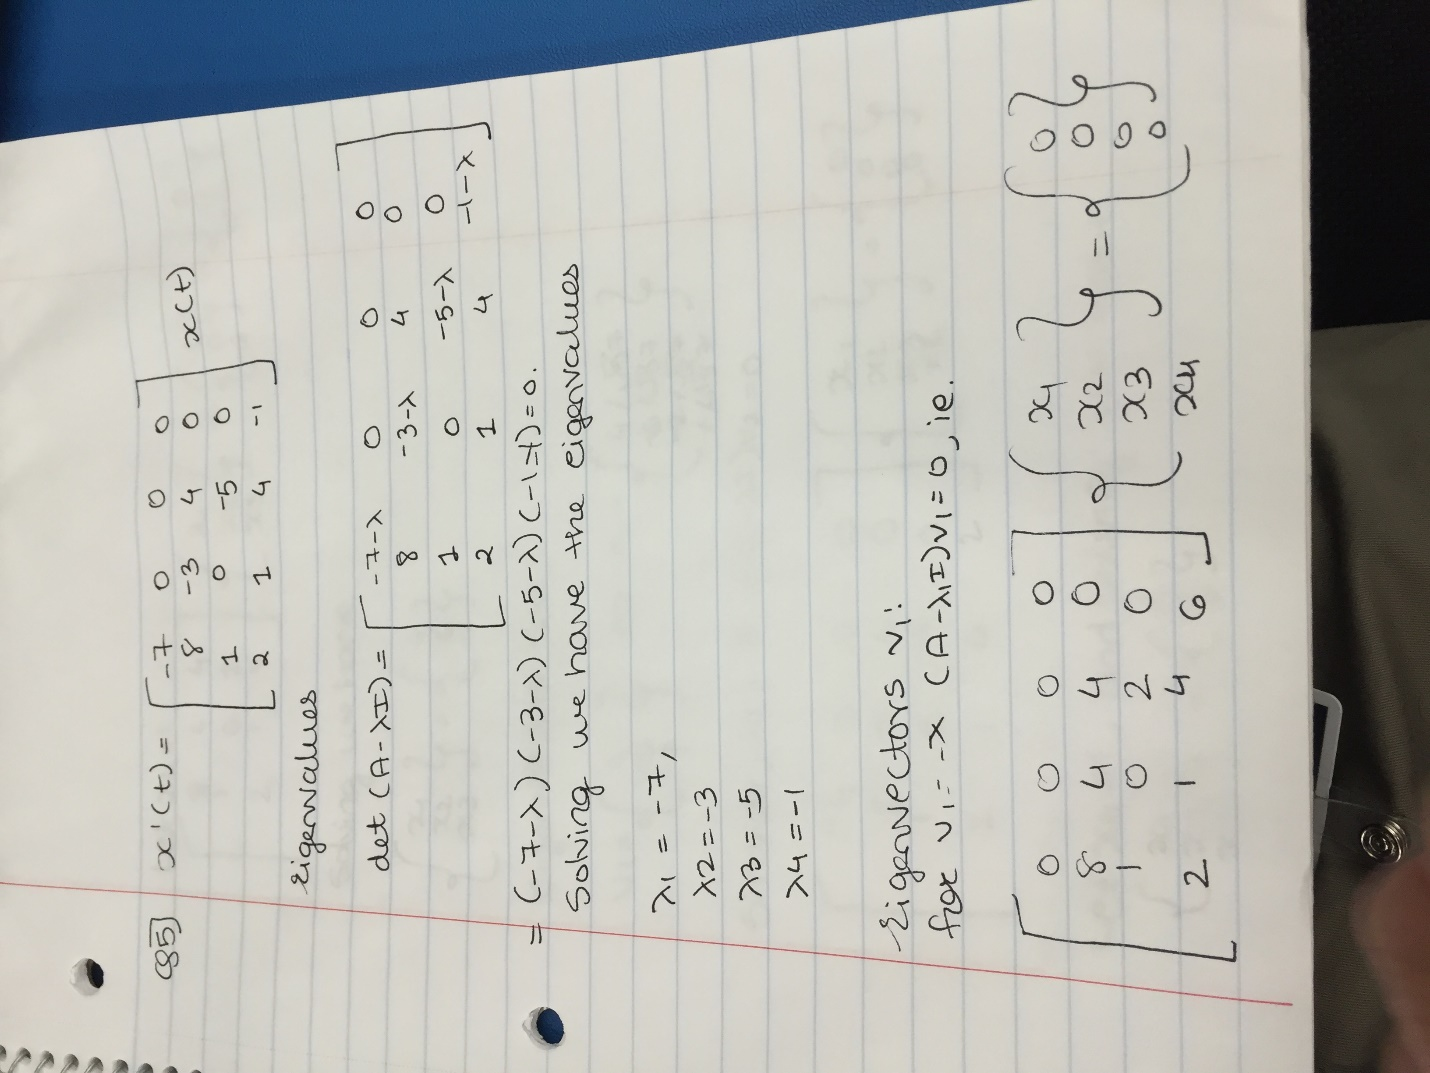 Q5] x'(t) = [ -7 0 0 0
8 -3 4 0
1 0 -5 0
2 1 4 -1 ] x(t)
Eigenvalues
det (A-λI) = [ -7-λ 0 0 0
8 -3-λ 4 0
1 0 -5-λ 0
2 1 4 -1-λ ]
= (-7-λ) (-3-λ) (-5-λ) (-1-λ) = 0.
Solving we have the eigenvalues
λ1 = -7,
λ2 = -3
λ3 = -5
λ4 = -1
Eigenvectors v1:
for v1 = -λ (A-λ1I)v1 = 0, ie.
[ 0 0 0 0
8 4 4 0
1 0 2 0
2 1 4 6 ] { x1
x2
x3
x4 } = { 0
0
0
0 }